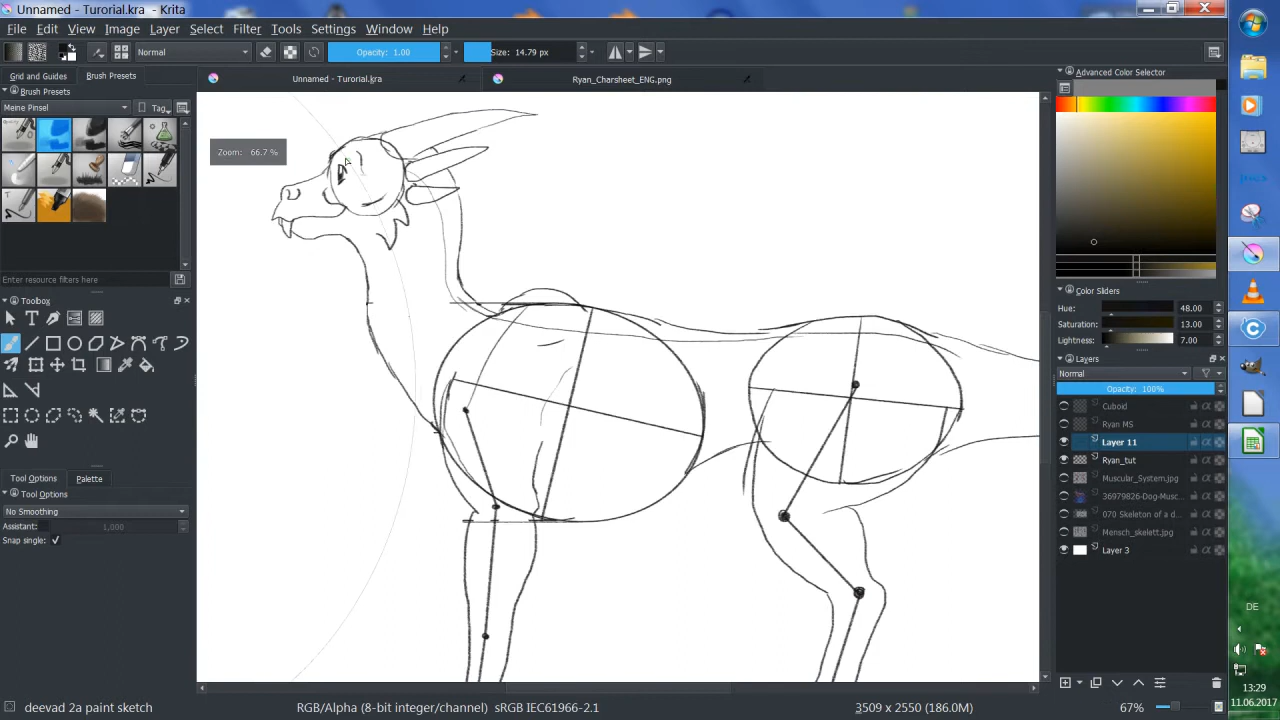 Unnamed - Turorial.kra - Krita
File Edit View Image Layer Select Filter Tools Settings Window Help
Normal Opacity: 1.00 Size: 14.79 px
Grid and Guides Brush Presets Unnamed - Turorial.kra Ryan_Charsheet_ENG.png Advanced Color Selector
Brush Presets
Meine Pinsel Tag
Zoom: 66.7 %
Enter resource filters here
Toolbox
Tool Options Palette
Tool Options
No Smoothing
Assistant: 1,000
Snap single:
Color Sliders
Hue: 48.00
Saturation: 13.00
Lightness: 7.00
Layers
Normal
Opacity: 100%
Cuboid
Ryan MS
Layer 11
Ryan_tut
Muscular_System.jpg
36979826-Dog-Musc...
070 Skeleton of a d...
Mensch_skelett.jpg
Layer 3
DE
13:29
11.06.2017
deevad 2a paint sketch RGB/Alpha (8-bit integer/channel) sRGB IEC61966-2.1 3509 x 2550 (186.0M) 67%